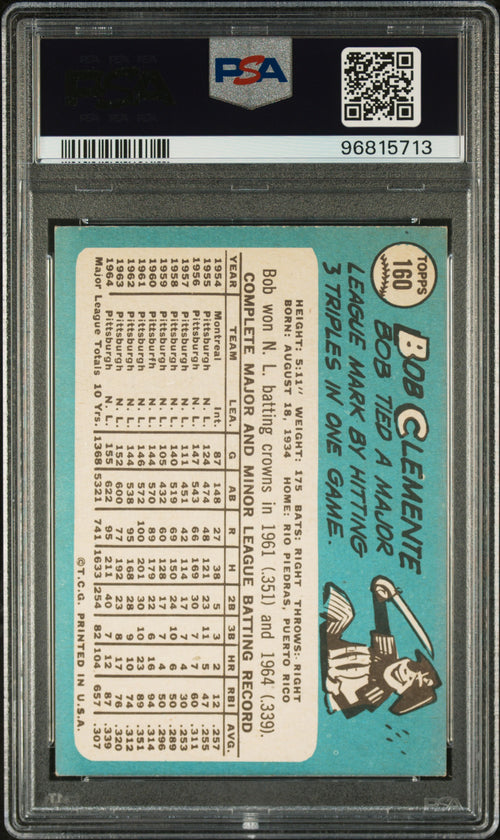 PSA
96815713
TOPPS
160
BOB CLEMENTE
BOB TIED A MAJOR
LEAGUE MARK BY HITTING
3 TRIPLES IN ONE GAME.
HEIGHT: 5:11" WEIGHT: 175 BATS: RIGHT THROWS: RIGHT
BORN: AUGUST 18, 1934 HOME: RIO PIEDRAS, PUERTO RICO
Bob won N. L. batting crowns in 1961 (.351) and 1964 (.339).
COMPLETE MAJOR AND MINOR LEAGUE BATTING RECORD
YEAR TEAM LEA. G AB R H 2B 3B HR RBI AVG.
1954 Montreal Int. 87 148 27 38 5 3 2 12 .257
1955 Pittsburgh N. L. 124 474 48 121 23 11 5 47 .255
1956 Pittsburgh N. L. 147 543 66 169 30 7 7 60 .311
1957 Pittsburgh N. L. 111 451 42 114 17 7 4 30 .253
1958 Pittsburgh N. L. 140 519 69 150 24 10 6 50 .289
1959 Pittsburgh N. L. 105 432 60 128 17 7 4 50 .296
1960 Pittsburfh N. L. 144 570 89 179 22 6 16 94 .314
1961 Pittsburgh N. L. 146 572 100 201 30 10 23 89 .351
1962 Pittsburgh N. L. 144 538 95 168 28 9 10 74 .312
1963 Pittsburgh N. L. 152 600 77 192 23 8 17 76 .320
1964 Pittsburgh N. L. 155 622 95 211 40 7 12 87 .339
Major League Totals 10 Yrs. 1368 5321 741 1633 254 82 104 657 .307
©T.C.G. PRINTED IN U.S.A.
PSA